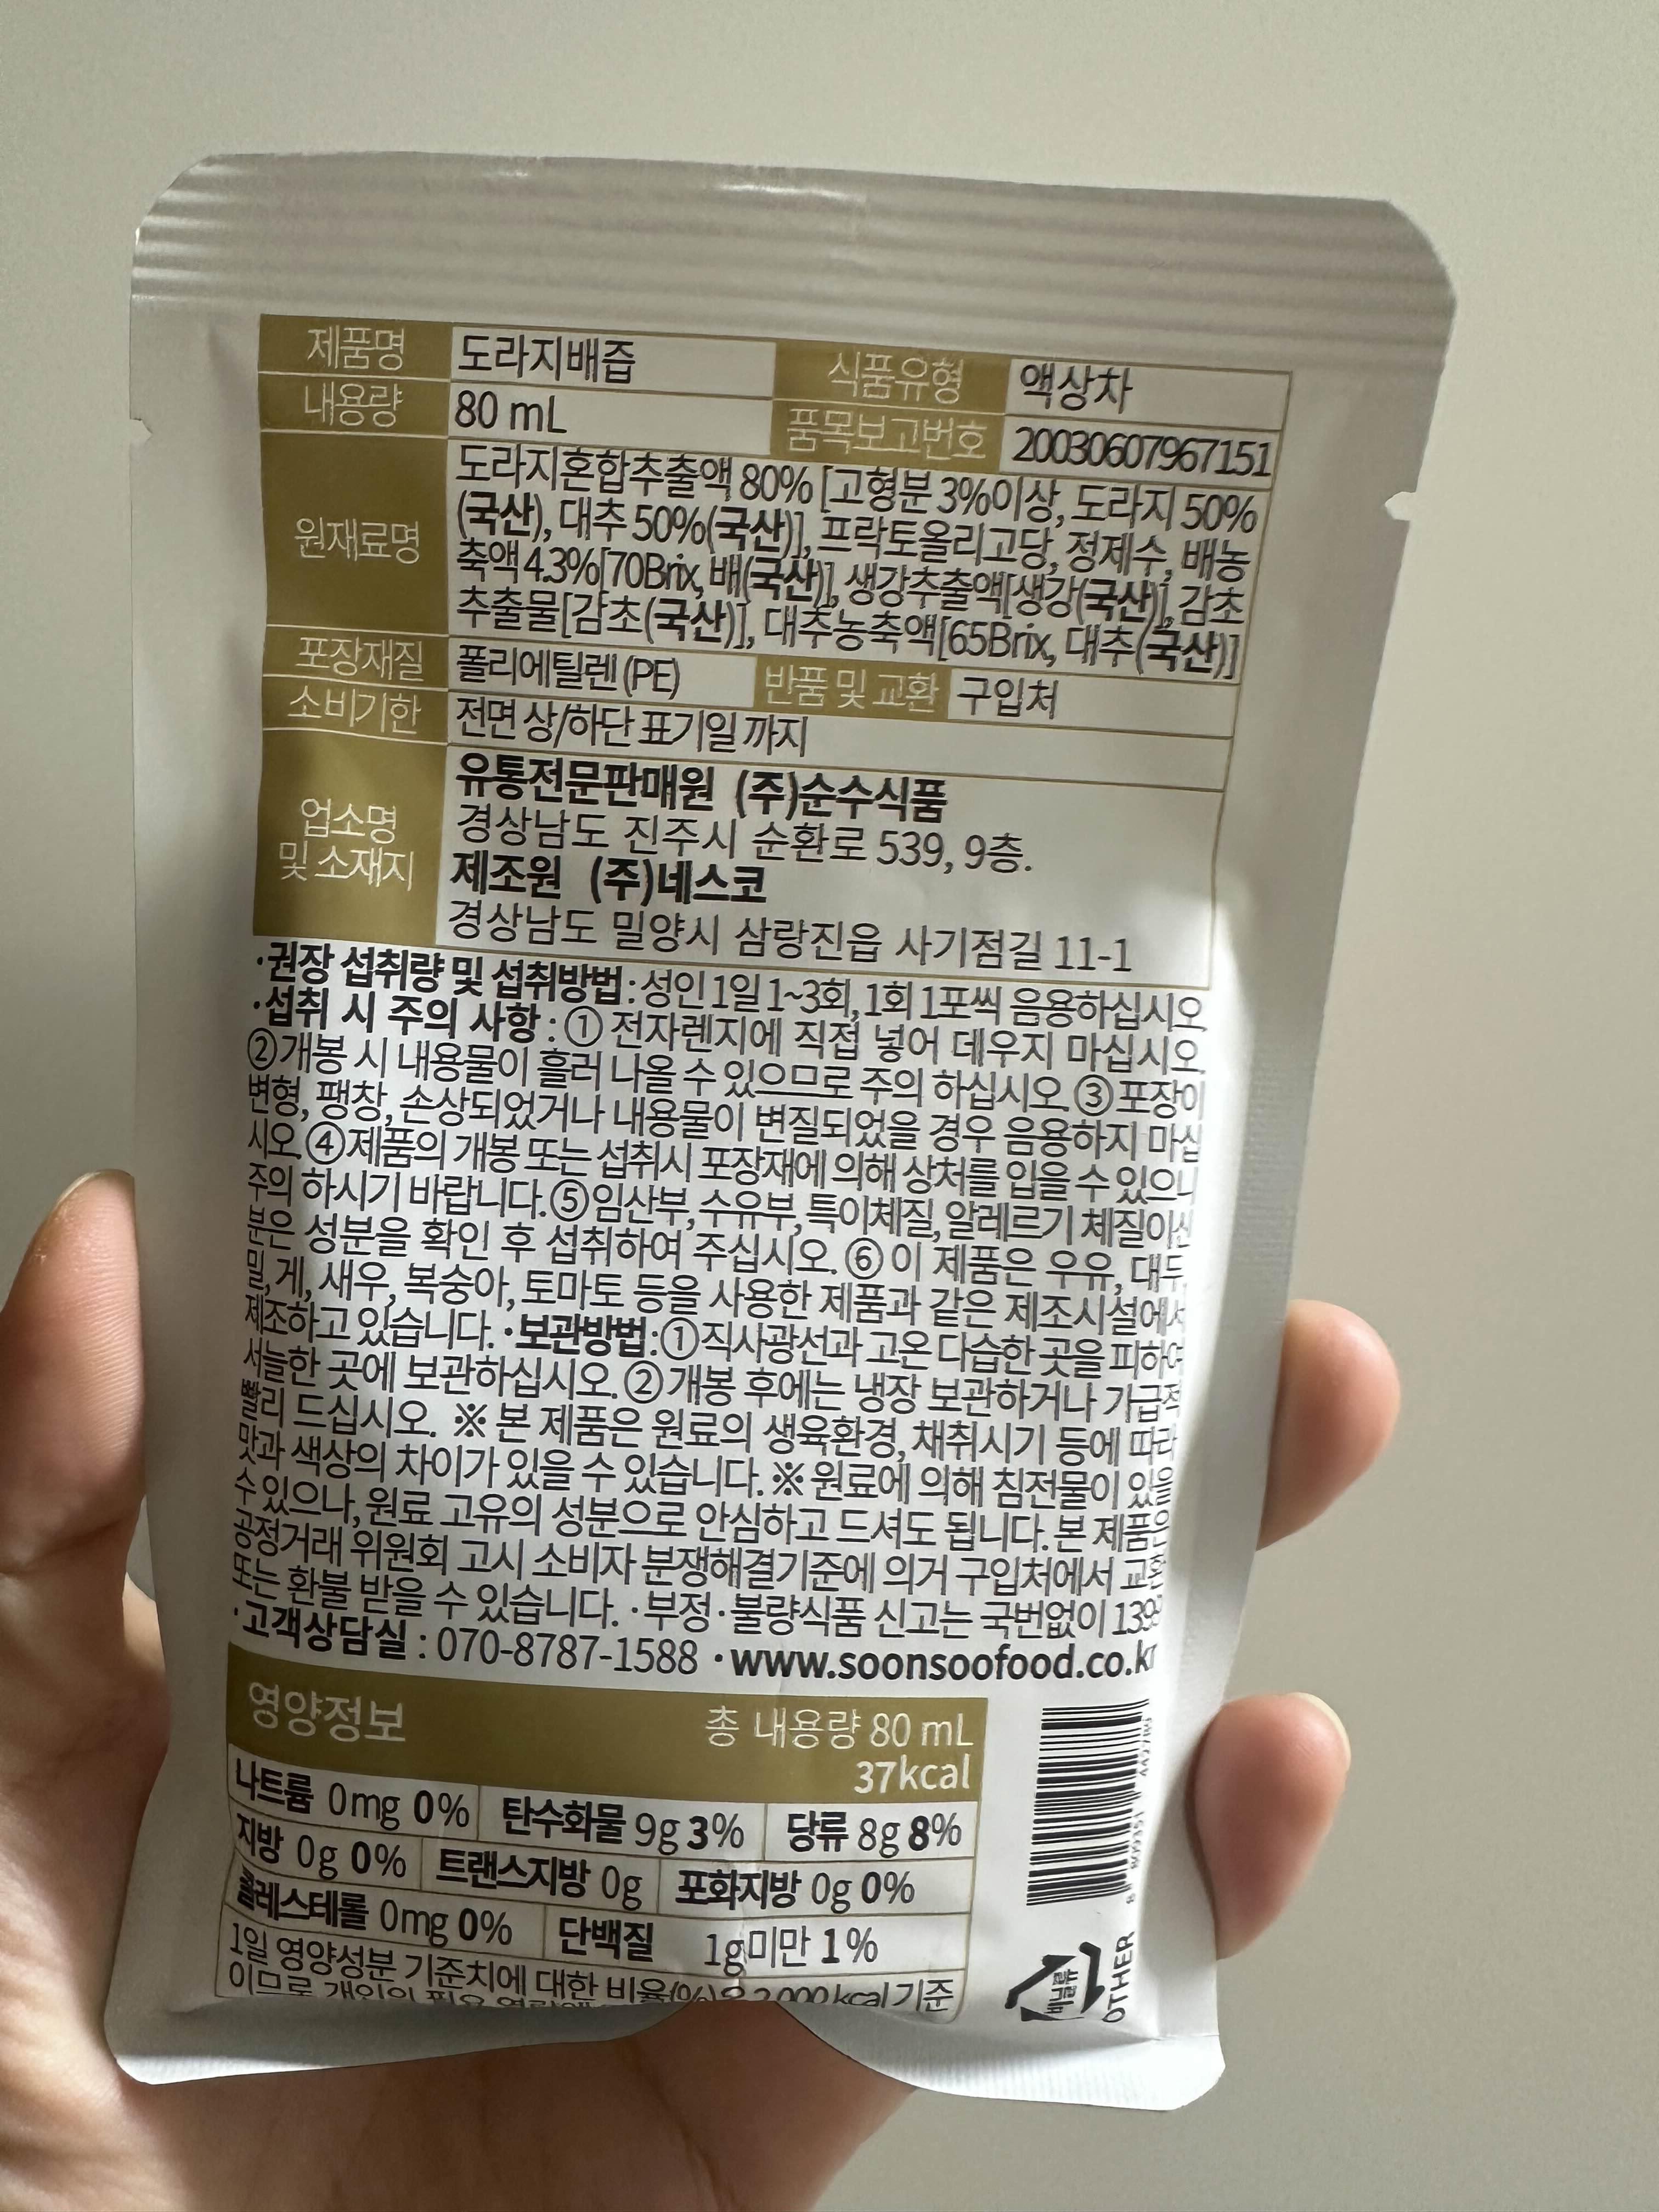 제품명 도라지배즙 식품유형 액상차
내용량 80 mL 품목보고번호 20030607967151
원재료명 도라지혼합추출액 80% [고형분 3%이상, 도라지 50%
(국산), 대추 50%(국산)], 프락토올리고당, 정제수, 배농
축액 4.3%[70Brix, 배(국산)], 생강추출액[생강(국산)], 감초
추출물[감초(국산)], 대추농축액[65Brix, 대추(국산)]
포장재질 폴리에틸렌(PE) 반품 및 교환 구입처
소비기한 전면 상/하단 표기일 까지
업소명
및 소재지
유통전문판매원 (주)순수식품
경상남도 진주시 순환로 539, 9층.
제조원 (주)네스코
경상남도 밀양시 삼랑진읍 사기점길 11-1
·권장 섭취량 및 섭취방법 : 성인 1일 1~3회, 1회 1포씩 음용하십시오.
·섭취 시 주의 사항 : ① 전자렌지에 직접 넣어 데우지 마십시오.
②개봉 시 내용물이 흘러 나올 수 있으므로 주의 하십시오. ③ 포장이
변형, 팽창, 손상되었거나 내용물이 변질되었을 경우 음용하지 마십
시오. ④제품의 개봉 또는 섭취시 포장재에 의해 상처를 입을 수 있으니
주의 하시기 바랍니다. ⑤임산부, 수유부, 특이체질, 알레르기 체질이신
분은 성분을 확인 후 섭취하여 주십시오. ⑥ 이 제품은 우유, 대두,
밀, 게, 새우, 복숭아, 토마토 등을 사용한 제품과 같은 제조시설에서
제조하고 있습니다. ·보관방법:①직사광선과 고온 다습한 곳을 피하여
서늘한 곳에 보관하십시오. ②개봉 후에는 냉장 보관하거나 가급적
빨리 드십시오. ※ 본 제품은 원료의 생육환경, 채취시기 등에 따라
맛과 색상의 차이가 있을 수 있습니다. ※원료에 의해 침전물이 있을
수 있으나, 원료 고유의 성분으로 안심하고 드셔도 됩니다. 본 제품은
공정거래 위원회 고시 소비자 분쟁해결기준에 의거 구입처에서 교환
또는 환불 받을 수 있습니다. ·부정·불량식품 신고는 국번없이 1399
·고객상담실 : 070-8787-1588 · www.soonsoofood.co.kr
영양정보 총 내용량 80 mL
37kcal
나트륨 0mg 0% 탄수화물 9g 3% 당류 8g 8%
지방 0g 0% 트랜스지방 0g 포화지방 0g 0%
콜레스테롤 0mg 0% 단백질 1g미만 1%
1일 영양성분 기준치에 대한 비율(%)은 2,000 kcal 기준
이므로 개인의 필요
비닐류
OTHER